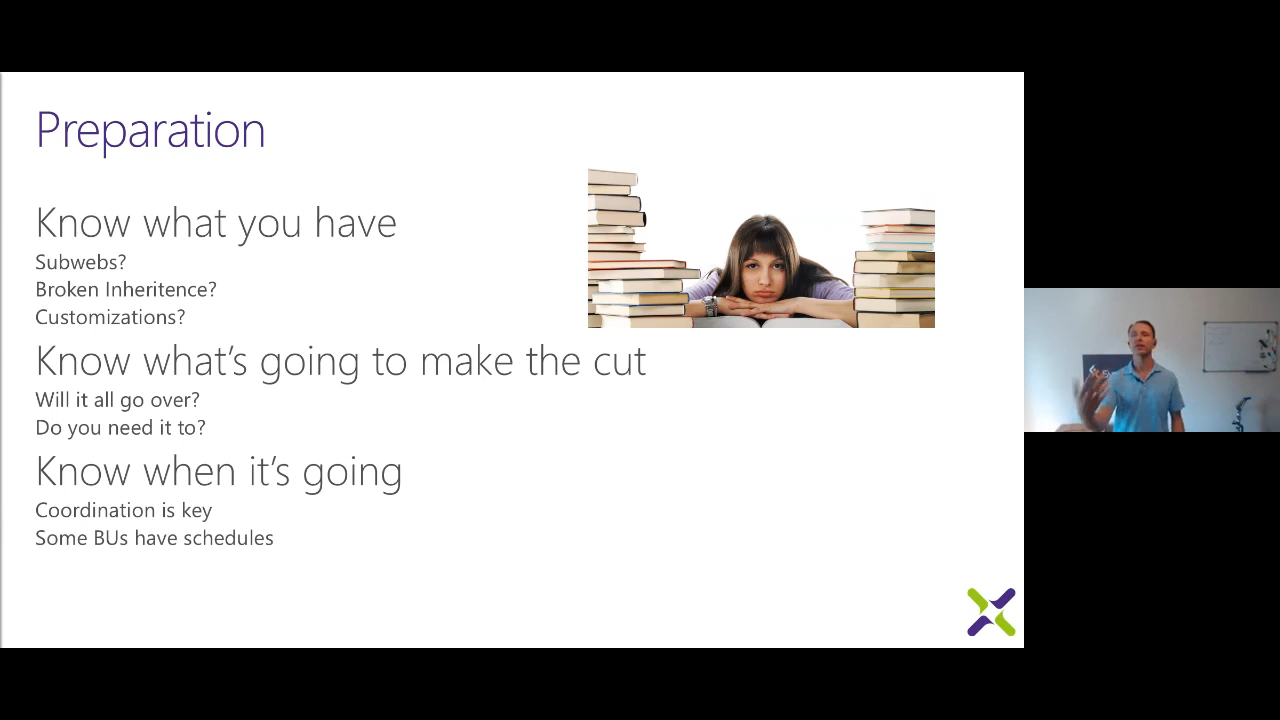 Preparation
Know what you have
Subwebs?
Broken Inheritence?
Customizations?
Know what's going to make the cut
Will it all go over?
Do you need it to?
Know when it's going
Coordination is key
Some BUs have schedules